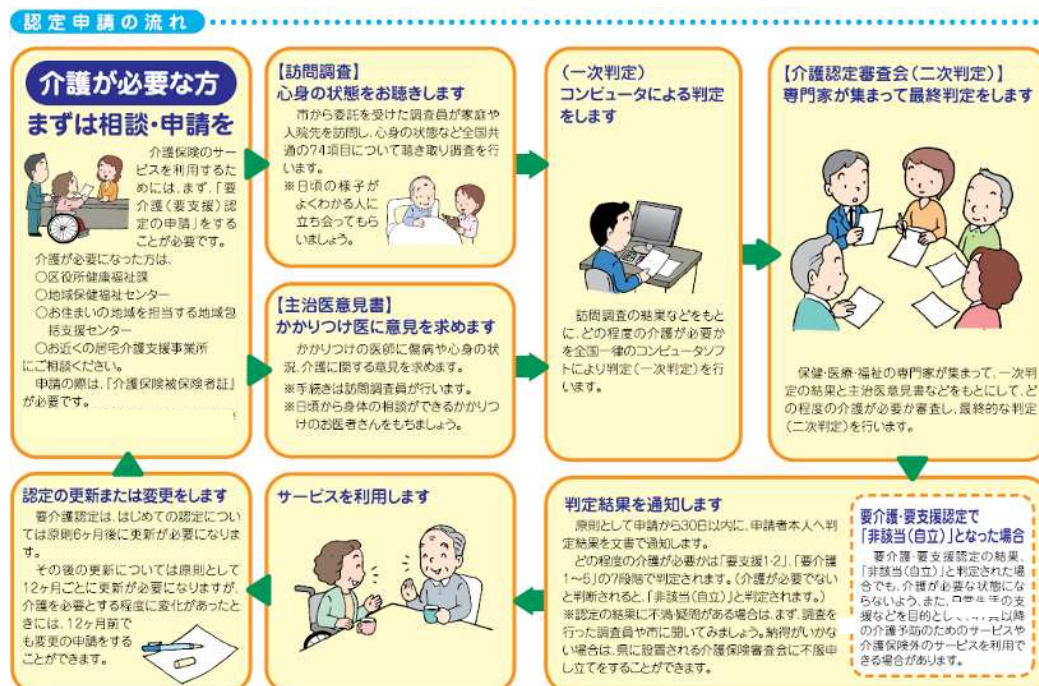 認定申請の流れ
介護が必要な方
まずは相談・申請を
介護保険のサー
ビスを利用するた
めには、まず、「要
介護(要支援)認
定の申請」をする
ことが必要です。
介護が必要になった方は、
○区役所健康福祉課
○地域保健福祉センター
○お住まいの地域を担当する地域包
括支援センター
○お近くの居宅介護支援事業所
にご相談ください。
申請の際は、「介護保険被保険者証」
が必要です。
【訪問調査】
心身の状態をお聴きします
市から委託を受けた調査員が家庭や
入院先を訪問し、心身の状態など全国共
通の74項目について聴き取り調査を行
います。
※日頃の様子が
よくわかる人に
立ち会ってもら
いましょう。
【主治医意見書】
かかりつけ医に意見を求めます
かかりつけの医師に傷病や心身の状
況、介護に関する意見を求めます。
※手続きは訪問調査員が行います。
※日頃から身体の相談ができるかかりつ
けのお医者さんをもちましょう。
(一次判定)
コンピュータによる判定
をします
訪問調査の結果などをもと
に、どの程度の介護が必要か
を全国一律のコンピュータソフ
トにより判定(一次判定)を行
います。
【介護認定審査会(二次判定)】
専門家が集まって最終判定をします
保健・医療・福祉の専門家が集まって、一次判
定の結果と主治医意見書などをもとにして、ど
の程度の介護が必要か審査し、最終的な判定
(二次判定)を行います。
判定結果を通知します
原則として申請から30日以内に、申請者本人へ判
定結果を文書で通知します。
どの程度の介護が必要かは「要支援1・2」、「要介護
1~5」の7段階で判定されます。(介護が必要でない
と判断されると、「非該当(自立)」と判定されます。)
※認定の結果に不満・疑問がある場合は、まず、調査を
行った調査員や市に聞いてみましょう。納得がいかな
い場合は、県に設置される介護保険審査会に不服申
し立てをすることができます。
要介護・要支援認定で
「非該当(自立)」となった場合
要介護・要支援認定の結果、
「非該当(自立)」と判定された場
合でも、介護が必要な状態にな
らないよう、また、日常生活の支
援などを目的として、
以降
の介護予防のためのサービスや
介護保険外のサービスを利用で
きる場合があります。
サービスを利用します
認定の更新または変更をします
要介護認定は、はじめての認定につい
ては原則6ヶ月後に更新が必要になりま
す。
その後の更新については原則として
12ヶ月ごとに更新が必要になりますが、
介護を必要とする程度に変化があったと
きには、12ヶ月前で
も変更の申請をする
ことができます。